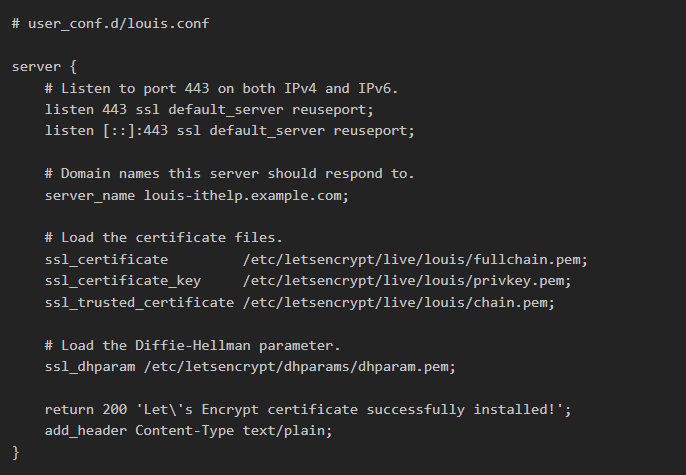 # user_conf.d/louis.conf
server {
# Listen to port 443 on both IPv4 and IPv6.
listen 443 ssl default_server reuseport;
listen [::]:443 ssl default_server reuseport;
# Domain names this server should respond to.
server_name louis-ithelp.example.com;
# Load the certificate files.
ssl_certificate         /etc/letsencrypt/live/louis/fullchain.pem;
ssl_certificate_key     /etc/letsencrypt/live/louis/privkey.pem;
ssl_trusted_certificate /etc/letsencrypt/live/louis/chain.pem;
# Load the Diffie-Hellman parameter.
ssl_dhparam /etc/letsencrypt/dhparams/dhparam.pem;
return 200 'Let\'s Encrypt certificate successfully installed!';
add_header Content-Type text/plain;
}